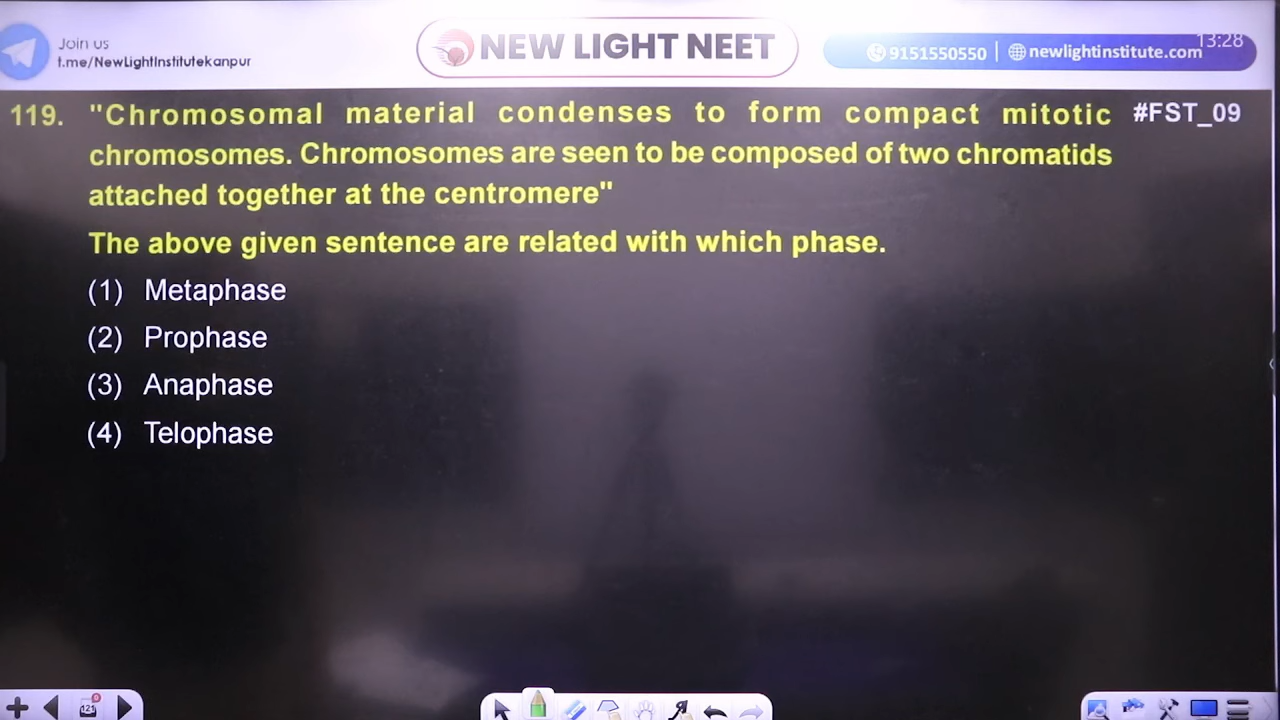 Join us
t.me/NewLightInstitutekanpur
NEW LIGHT NEET
9151550550 | newlightinstitute.com
13:28
119. "Chromosomal material condenses to form compact mitotic #FST_09
chromosomes. Chromosomes are seen to be composed of two chromatids
attached together at the centromere"
The above given sentence are related with which phase.
(1) Metaphase
(2) Prophase
(3) Anaphase
(4) Telophase